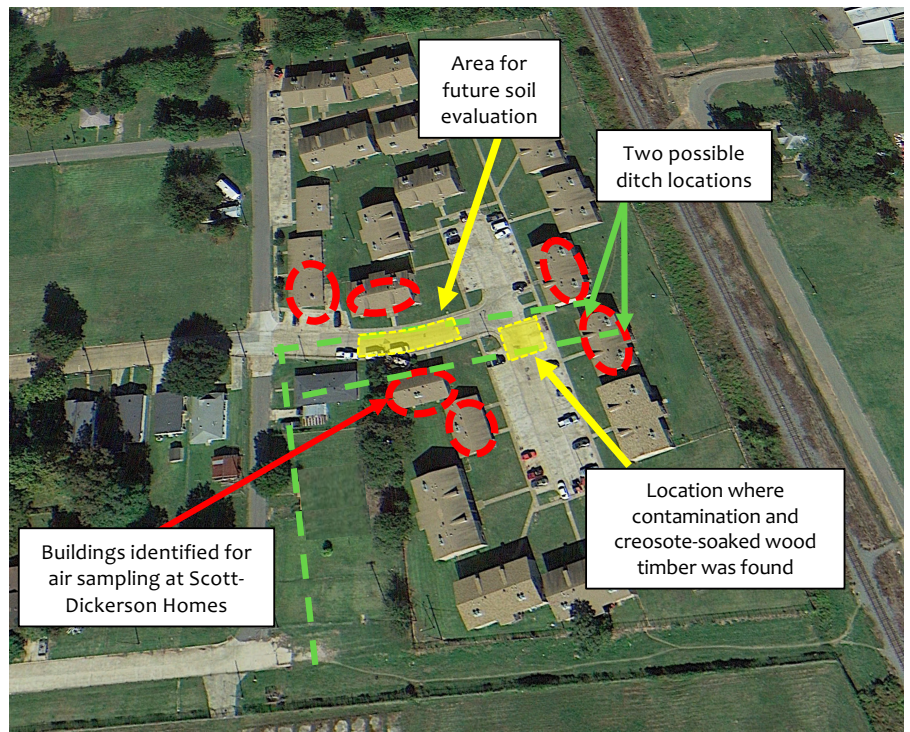 Area for
future soil
evaluation
Two possible
ditch locations
Location where
contamination and
creosote-soaked wood
timber was found
Buildings identified for
air sampling at Scott-
Dickerson Homes